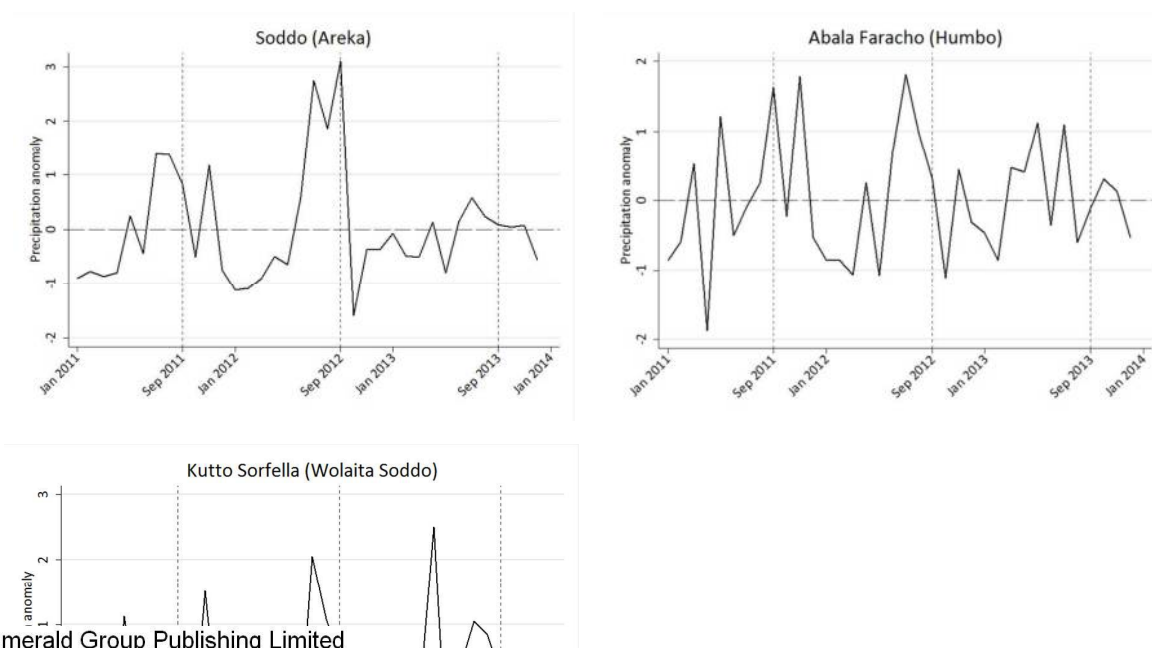 Soddo (Areka)
Precipitation anomaly
3
2
1
0
-1
-2
Jan 2011
Sep 2011
Jan 2012
Sep 2012
Jan 2013
Sep 2013
Jan 2014
Abala Faracho (Humbo)
Precipitation anomaly
2
1
0
-1
-2
Jan 2011
Sep 2011
Jan 2012
Sep 2012
Jan 2013
Sep 2013
Jan 2014
Kutto Sorfella (Wolaita Soddo)
anomaly
3
2
1
merald Group Publishing Limited